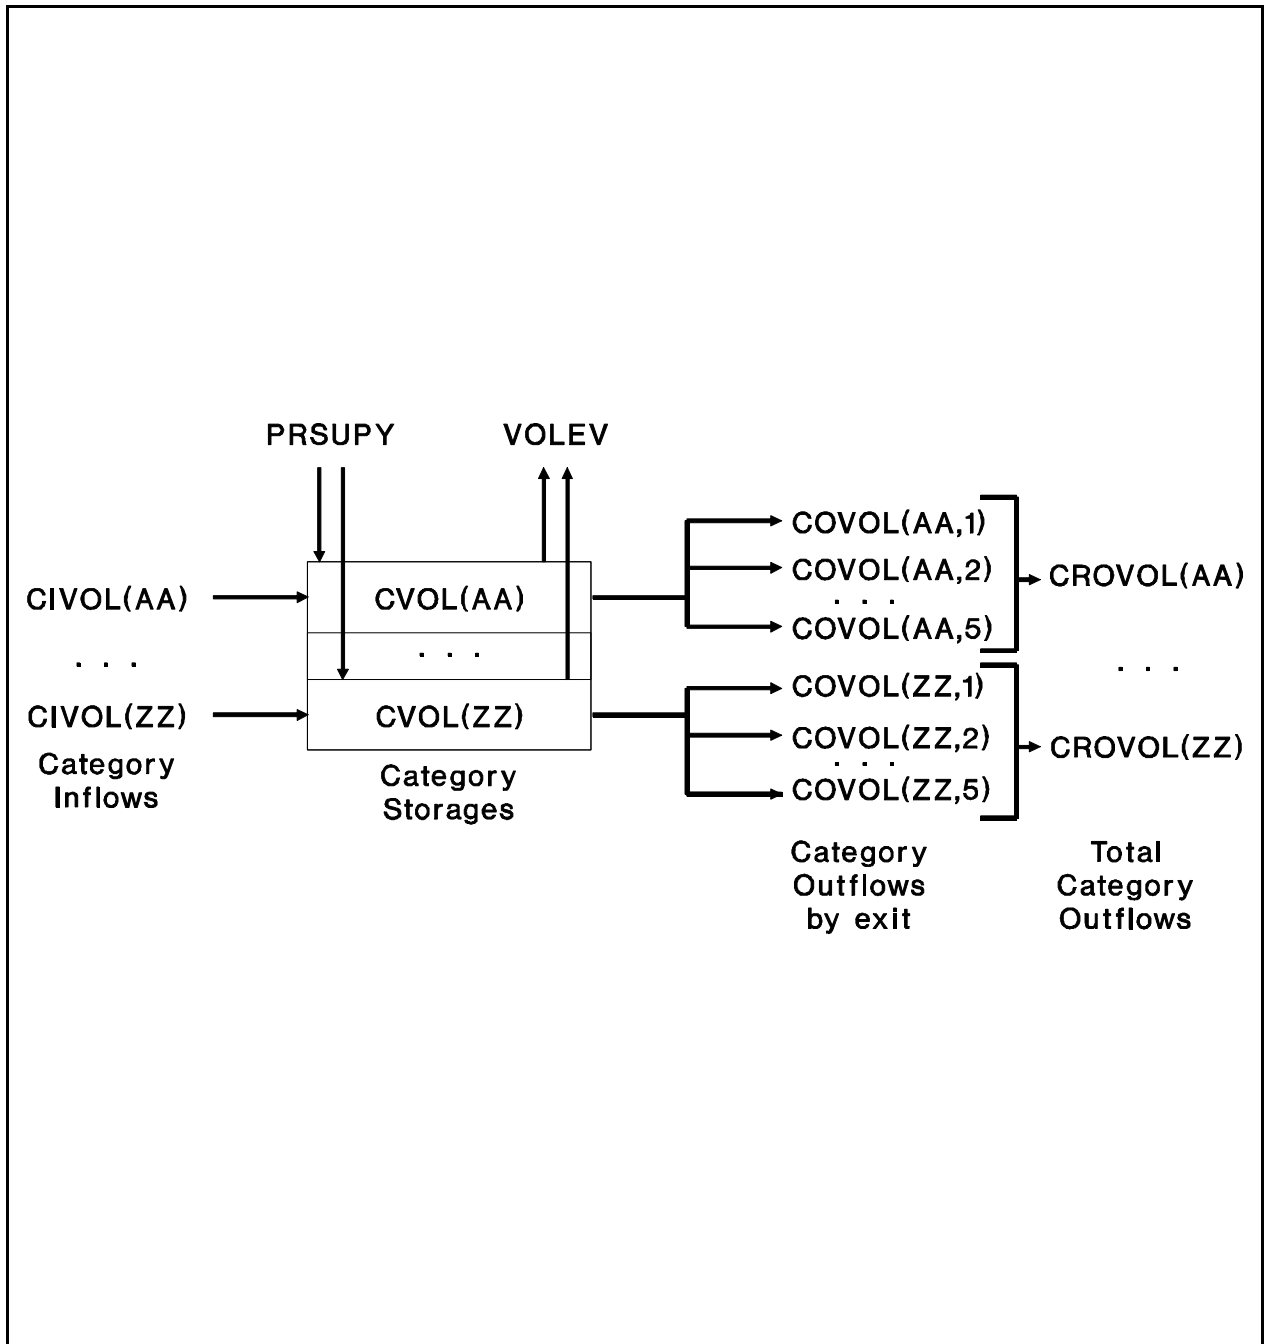 PRSUPY
VOLEV
CIVOL(AA)
. . .
CIVOL(ZZ)
Category
Inflows
CVOL(AA)
. . .
CVOL(ZZ)
Category
Storages
COVOL(AA,1)
COVOL(AA,2)
. . .
COVOL(AA,5)
COVOL(ZZ,1)
COVOL(ZZ,2)
. . .
COVOL(ZZ,5)
Category
Outflows
by exit
CROVOL(AA)
. . .
CROVOL(ZZ)
Total
Category
Outflows